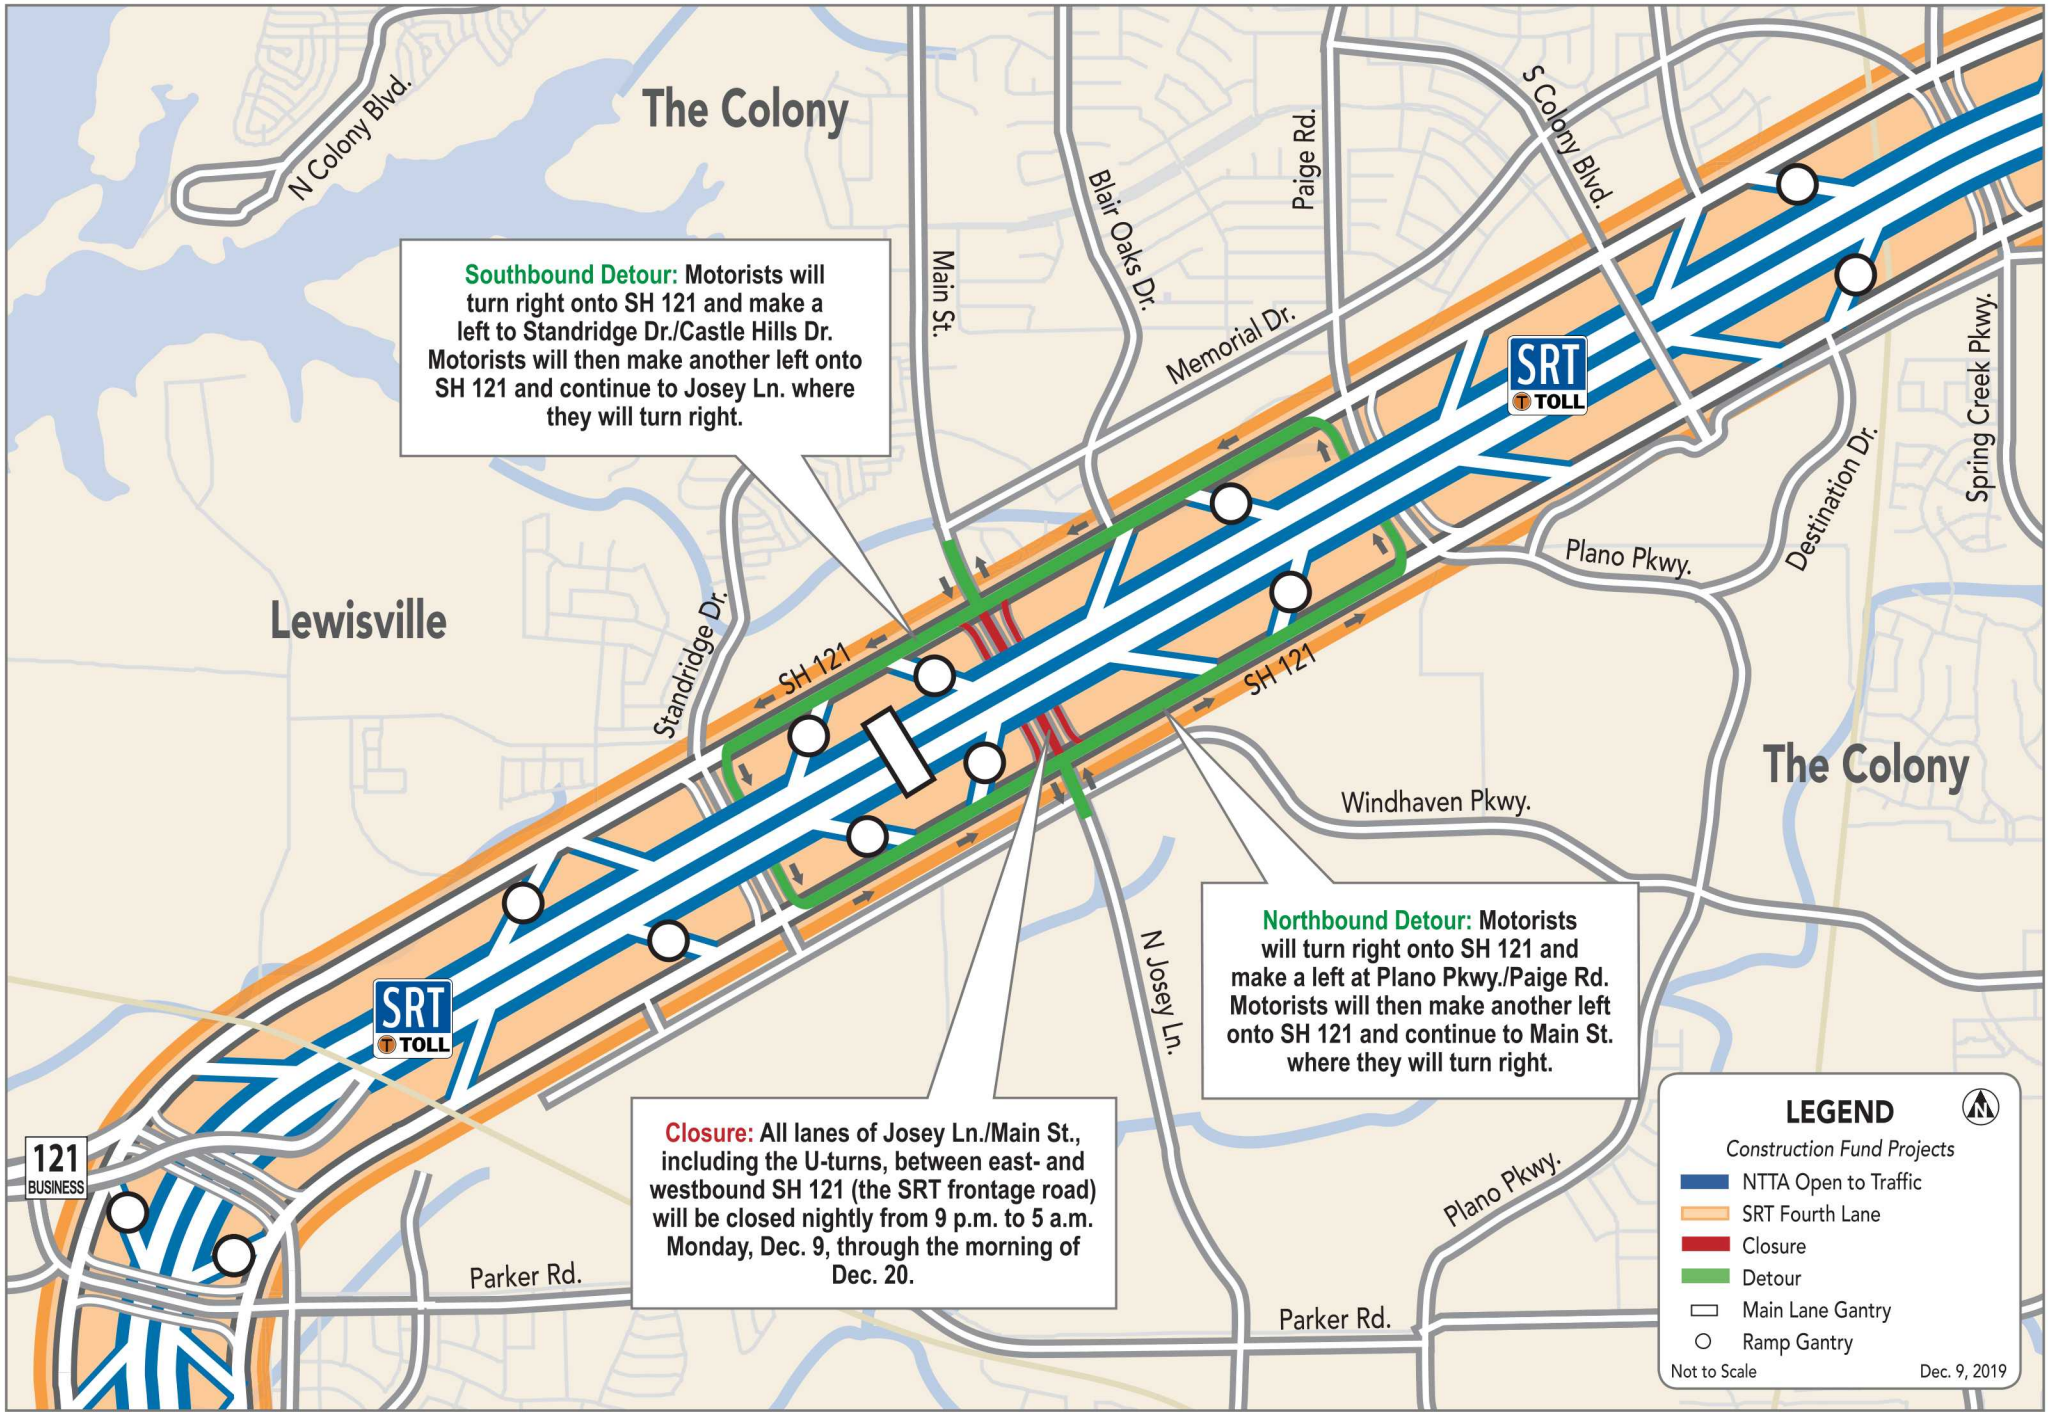 The Colony
N Colony Blvd.
Main St.
Blair Oaks Dr.
Paige Rd.
S Colony Blvd.
Memorial Dr.
Southbound Detour: Motorists will
turn right onto SH 121 and make a
left to Standridge Dr./Castle Hills Dr.
Motorists will then make another left onto
SH 121 and continue to Josey Ln. where
they will turn right.
SRT
T TOLL
Spring Creek Pkwy.
Destination Dr.
Plano Pkwy.
Lewisville
Standridge Dr.
SH 121
SH 121
The Colony
Windhaven Pkwy.
N Josey Ln.
Northbound Detour: Motorists
will turn right onto SH 121 and
make a left at Plano Pkwy./Paige Rd.
Motorists will then make another left
onto SH 121 and continue to Main St.
where they will turn right.
SRT
T TOLL
Closure: All lanes of Josey Ln./Main St.,
including the U-turns, between east- and
westbound SH 121 (the SRT frontage road)
will be closed nightly from 9 p.m. to 5 a.m.
Monday, Dec. 9, through the morning of
Dec. 20.
121
BUSINESS
Parker Rd.
Parker Rd.
Plano Pkwy.
LEGEND
N
Construction Fund Projects
NTTA Open to Traffic
SRT Fourth Lane
Closure
Detour
Main Lane Gantry
Ramp Gantry
Not to Scale
Dec. 9, 2019